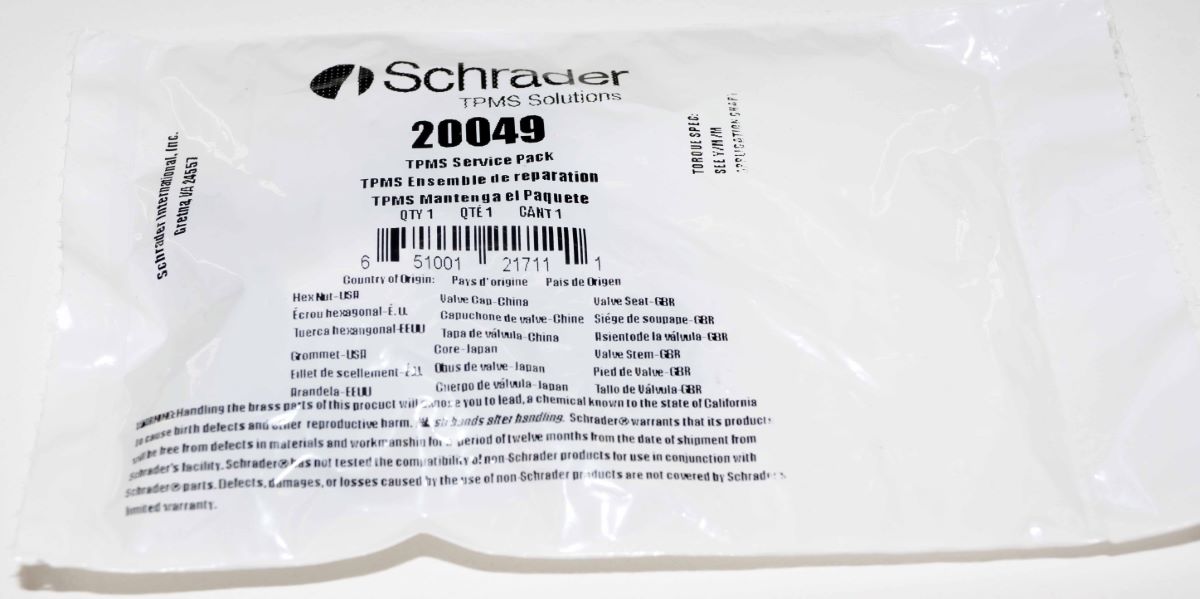 Schrader
TPMS Solutions
20049
TPMS Service Pack
TPMS Ensemble de reparation
TPMS Mantenga el Paquete
QTY 1 QTÉ 1 CANT 1
6 51001 21711 1
Country of Origin: Pays d'origine Pais de Origen
Hex Nut-USA Valve Cap-China Valve Seat-GBR
Écrou hexagonal-É.U. Capuchone de valve-Chine Siége de soupape-GBR
Tuerca hexangonal-EEUU Tapa de válvula-China Asientode la válvula-GBR
Grommet-USA Core-Japan Valve Stem-GBR
Fillet de scellement-É.U. Obus de valve-Japan Pied de Valve-GBR
Arandela-EEUU Cuerpo de válvula-Japan Tallo de Válvula-GBR
Handling the brass parts of this procuct will expose you to lead, a chemical known to the state of California
to cause birth defects and other reproductive harm. hands after handling. Schrader® warrants that its products
will be free from defects in materials and workmanship for a period of twelve months from the date of shipment from
Schrader's facility. Schrader® has not tested the compatibility of non-Schrader products for use in conjunction with
Schrader® parts. Defects, damages, or losses caused by the use of non-Schrader products are not covered by Schrader's
limited warranty.
Schrader International, Inc.
Gretna, VA 24557
TORQUE SPEC:
SEE Y/M/M
APPLICATION CHART